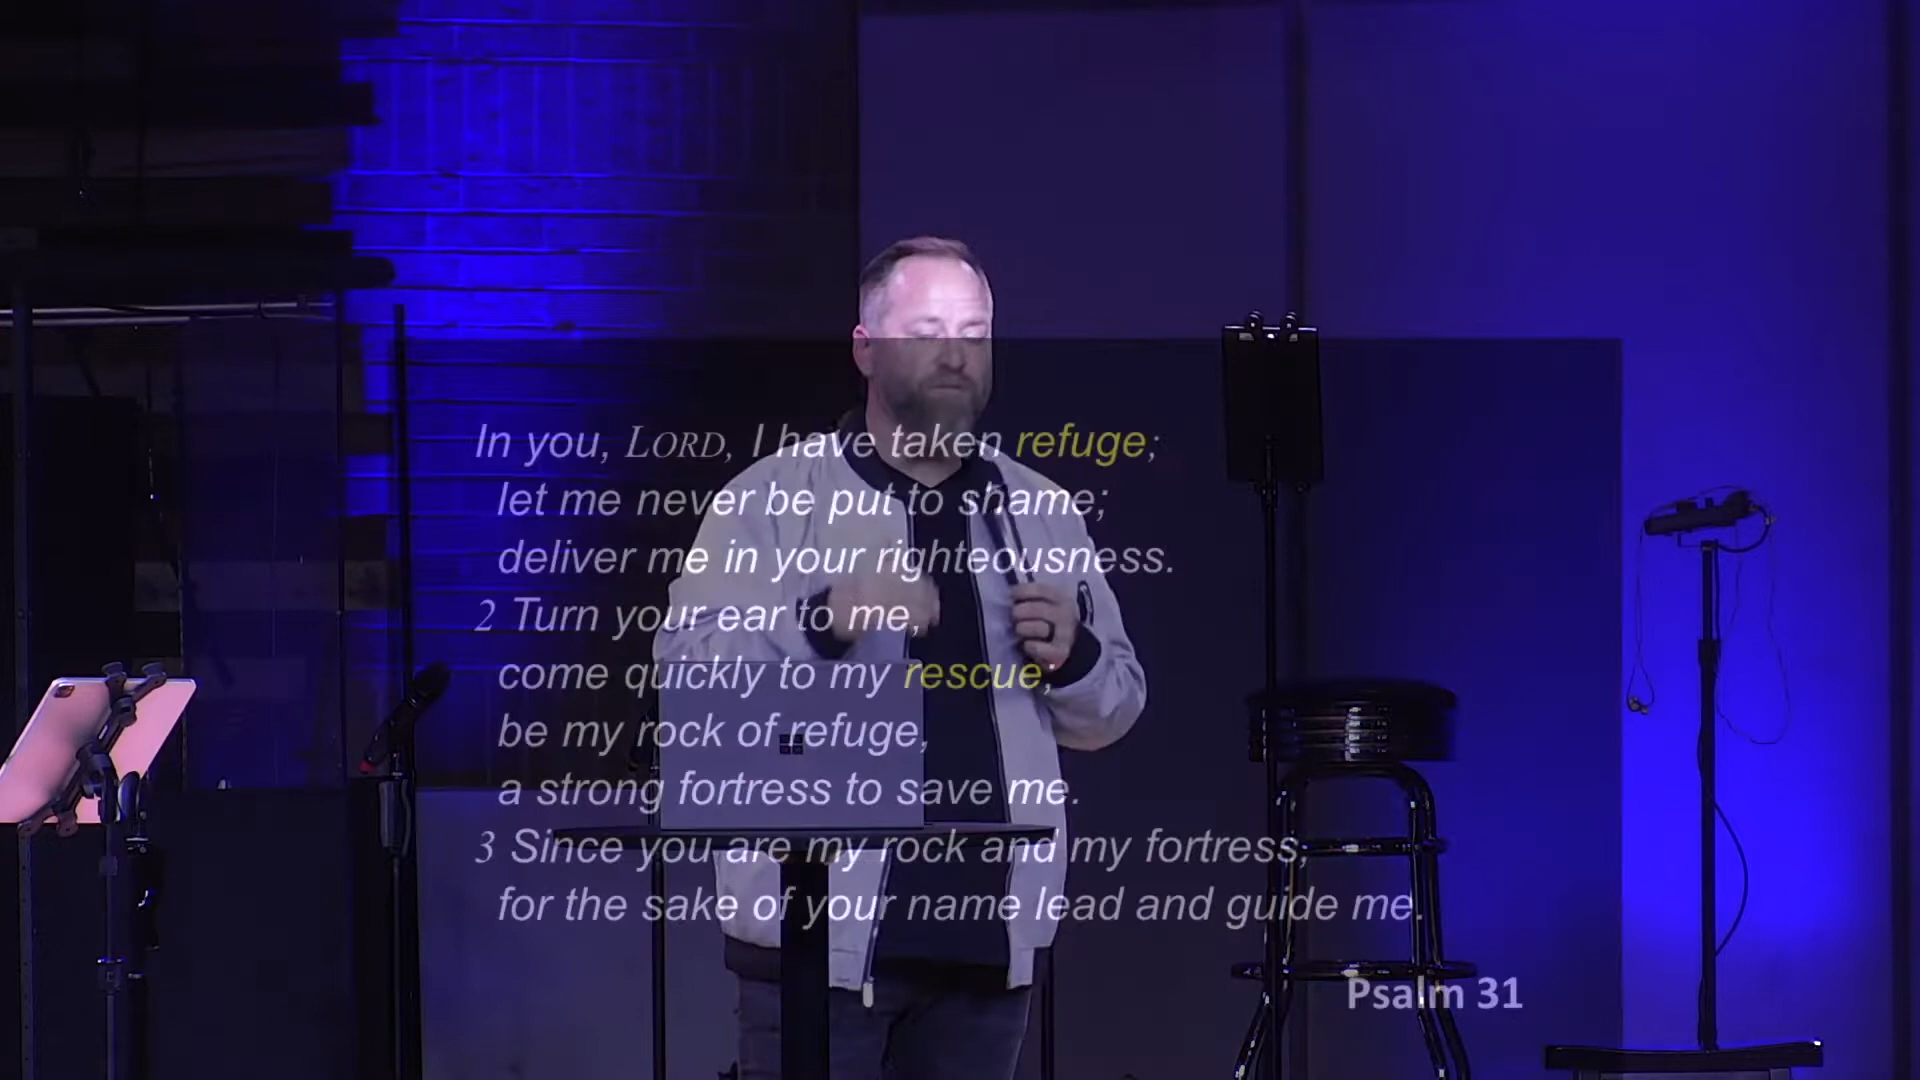 In you, LORD, I have taken refuge;
let me never be put to shame;
deliver me in your righteousness.
2 Turn your ear to me,
come quickly to my rescue;
be my rock of refuge,
a strong fortress to save me.
3 Since you are my rock and my fortress,
for the sake of your name lead and guide me.
Psalm 31